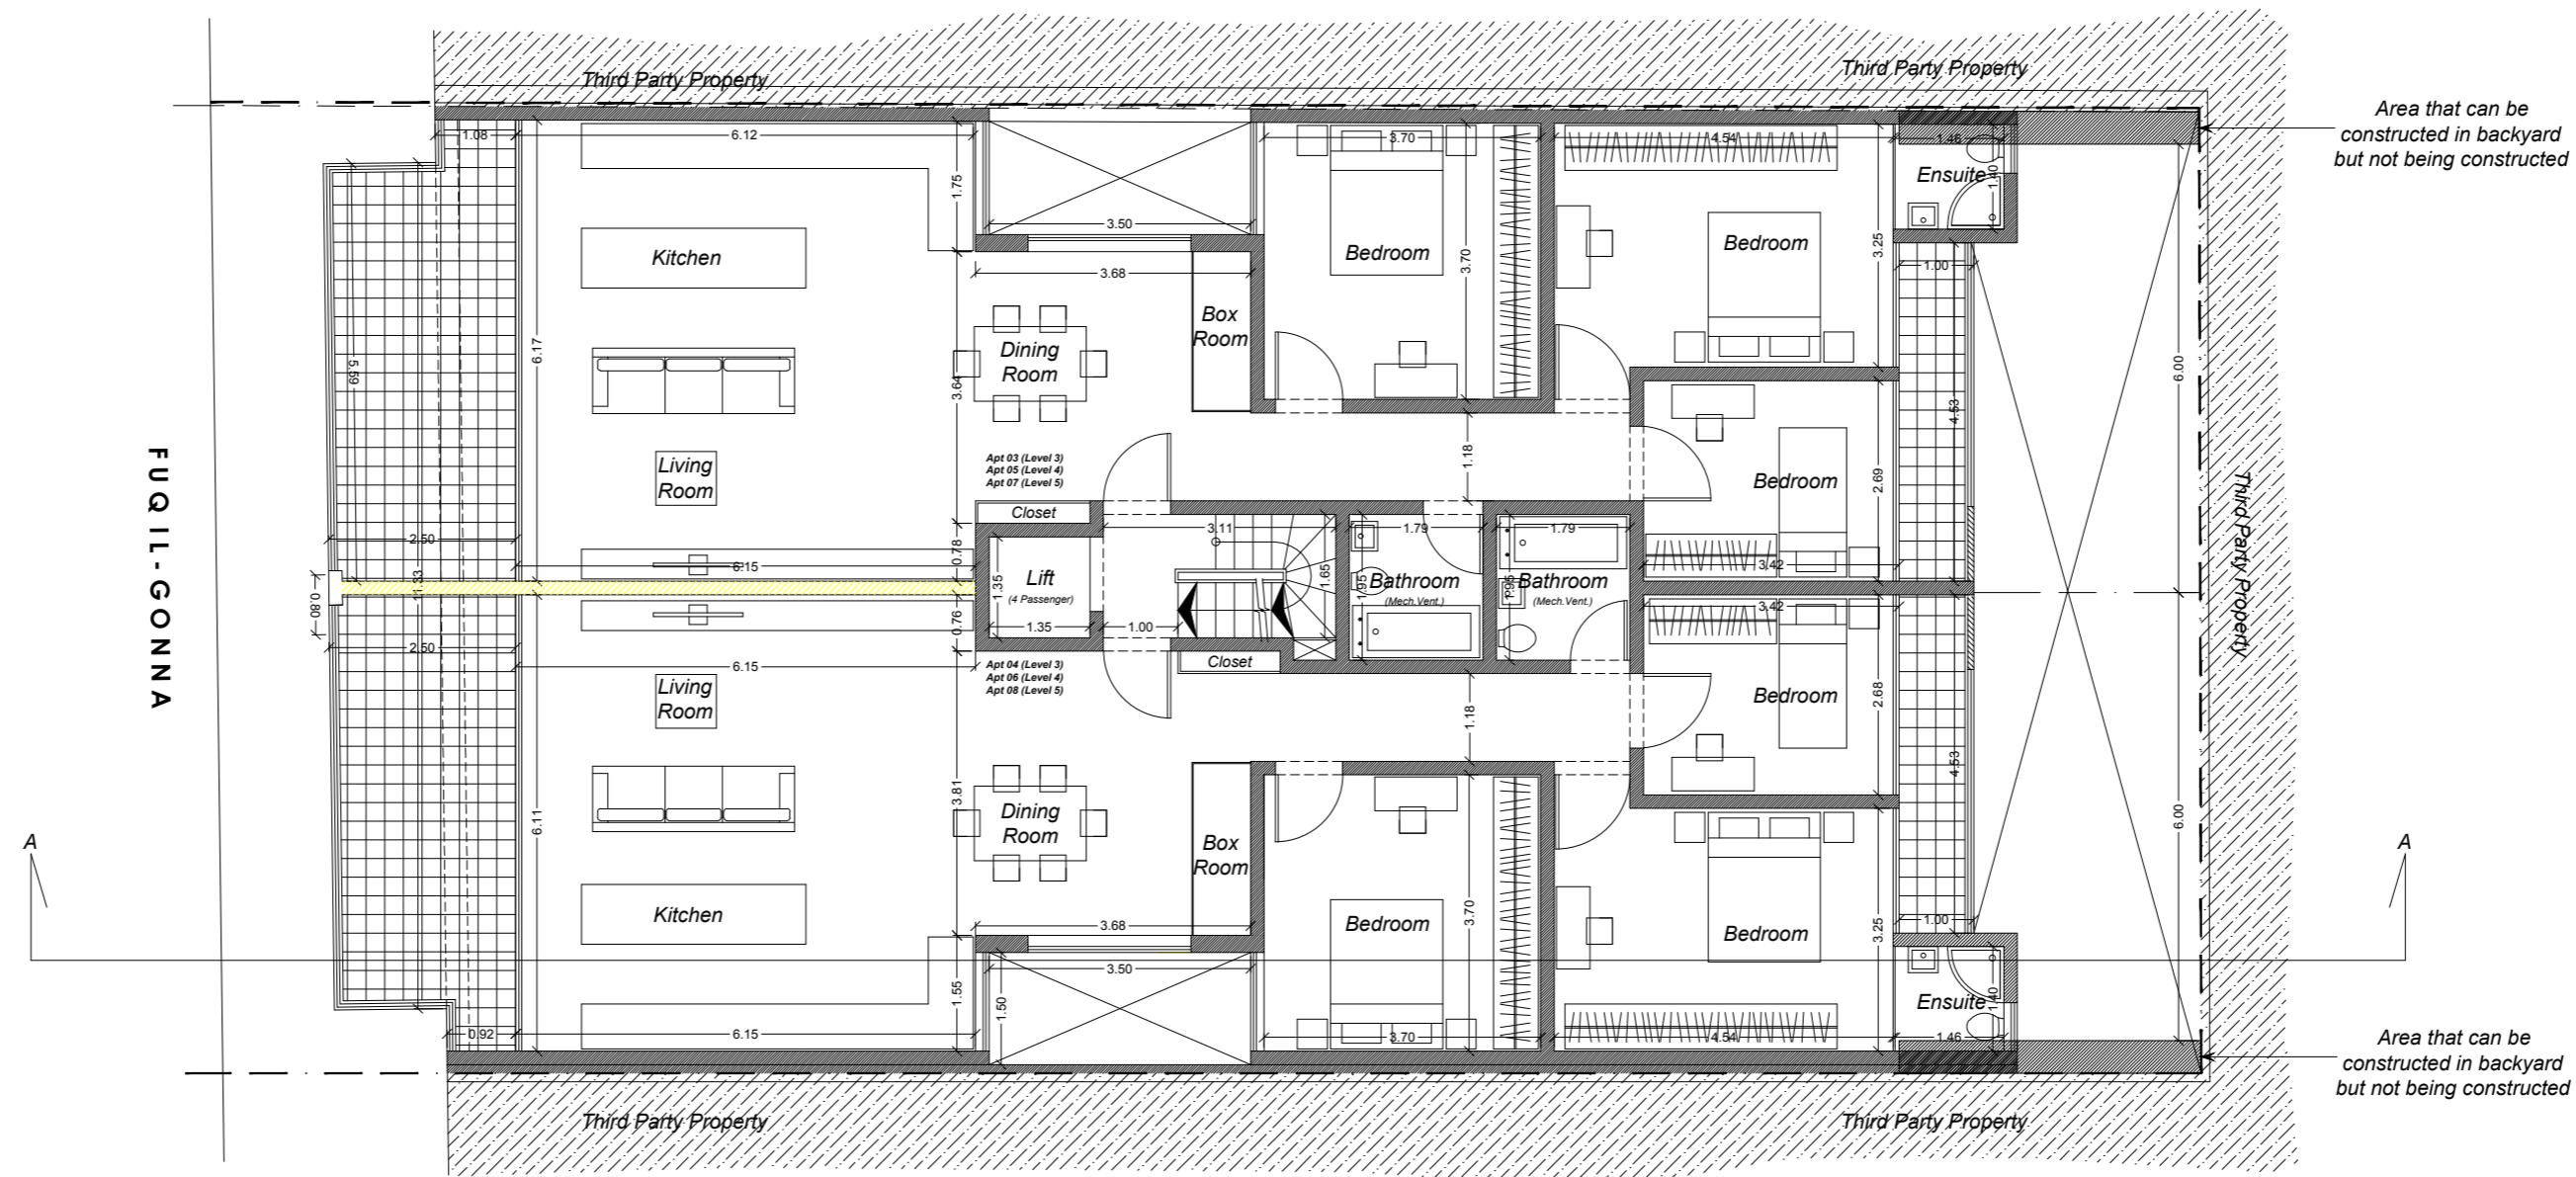 Third Party Property
Third Party Property
Area that can be
constructed in backyard
but not being constructed
1.08
6.12
3.70
4.54
1.46
1.75
1.40
Ensuite
3.50
Kitchen
Bedroom
3.70
Bedroom
3.25
1.00
3.68
Box
Room
Dining
Room
6.17
3.64
5.59
6.00
4.53
FUQ IL-GONNA
Living
Room
Apt 03 (Level 3)
Apt 05 (Level 4)
Apt 07 (Level 5)
1.18
Bedroom
2.69
Third Party Property
Closet
3.11
1.79
1.79
2.50
0.78
6.15
1.35
Lift
(4 Passenger)
1.65
1.95
Bathroom
(Mech.Vent.)
1.95
Bathroom
(Mech.Vent.)
3.42
11.33
0.80
0.76
1.35
1.00
3.42
2.50
6.15
Closet
Apt 04 (Level 3)
Apt 06 (Level 4)
Apt 08 (Level 5)
Living
Room
1.18
Bedroom
2.68
4.53
6.11
3.81
Dining
Room
Box
Room
6.00
A
A
Kitchen
3.68
Bedroom
3.70
Bedroom
3.25
1.00
3.50
1.55
1.50
Ensuite
1.40
0.92
6.15
3.70
4.54
1.46
Area that can be
constructed in backyard
but not being constructed
Third Party Property
Third Party Property